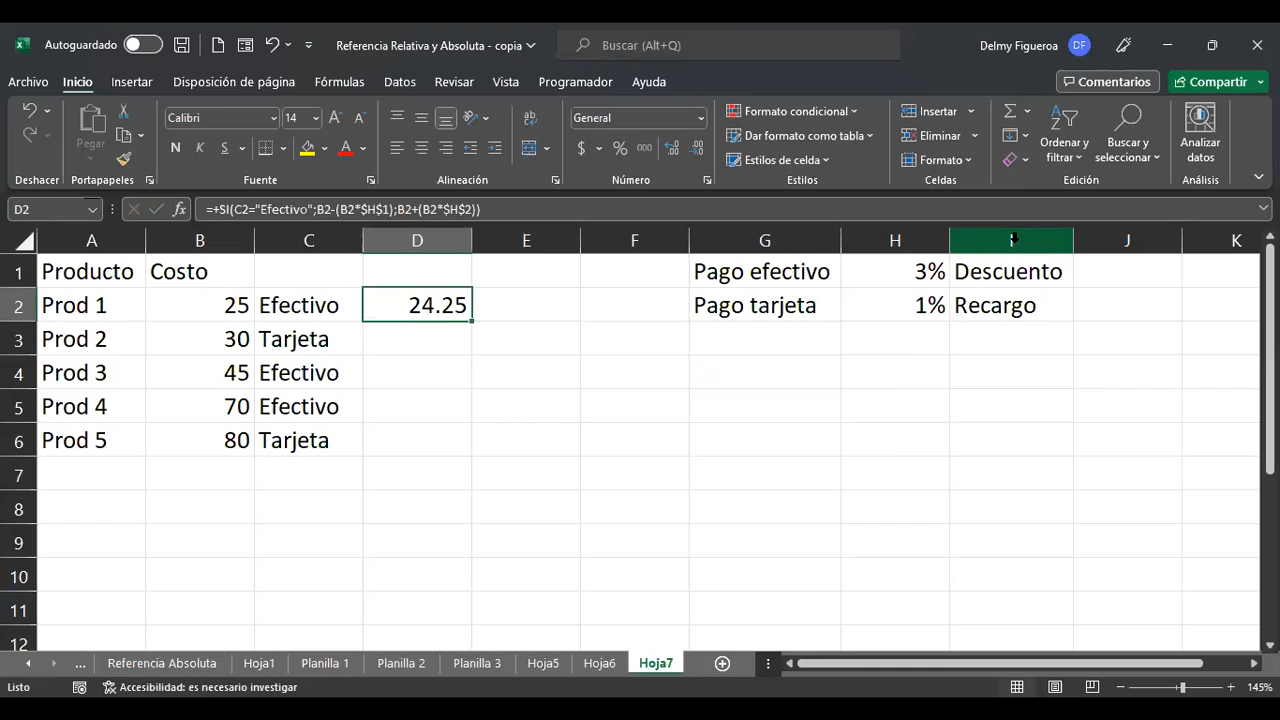 Autoguardado
Referencia Relativa y Absoluta - copia
Buscar (Alt+Q)
Delmy Figueroa
DF
Archivo Inicio Insertar Disposición de página Fórmulas Datos Revisar Vista Programador Ayuda
Comentarios
Compartir
Pegar
Calibri 14
N K S
General
$ % 000
Formato condicional
Dar formato como tabla
Estilos de celda
Insertar
Eliminar
Formato
Ordenar y filtrar
Buscar y seleccionar
Analizar datos
Deshacer Portapapeles Fuente Alineación Número Estilos Celdas Edición Análisis
D2 fx =+SI(C2="Efectivo";B2-(B2*$H$1);B2+(B2*$H$2))
A B C D E F G H I J K
1 Producto Costo Pago efectivo 3% Descuento
2 Prod 1 25 Efectivo 24.25 Pago tarjeta 1% Recargo
3 Prod 2 30 Tarjeta
4 Prod 3 45 Efectivo
5 Prod 4 70 Efectivo
6 Prod 5 80 Tarjeta
7
8
9
10
11
12
... Referencia Absoluta Hoja1 Planilla 1 Planilla 2 Planilla 3 Hoja5 Hoja6 Hoja7
Listo Accesibilidad: es necesario investigar 145%